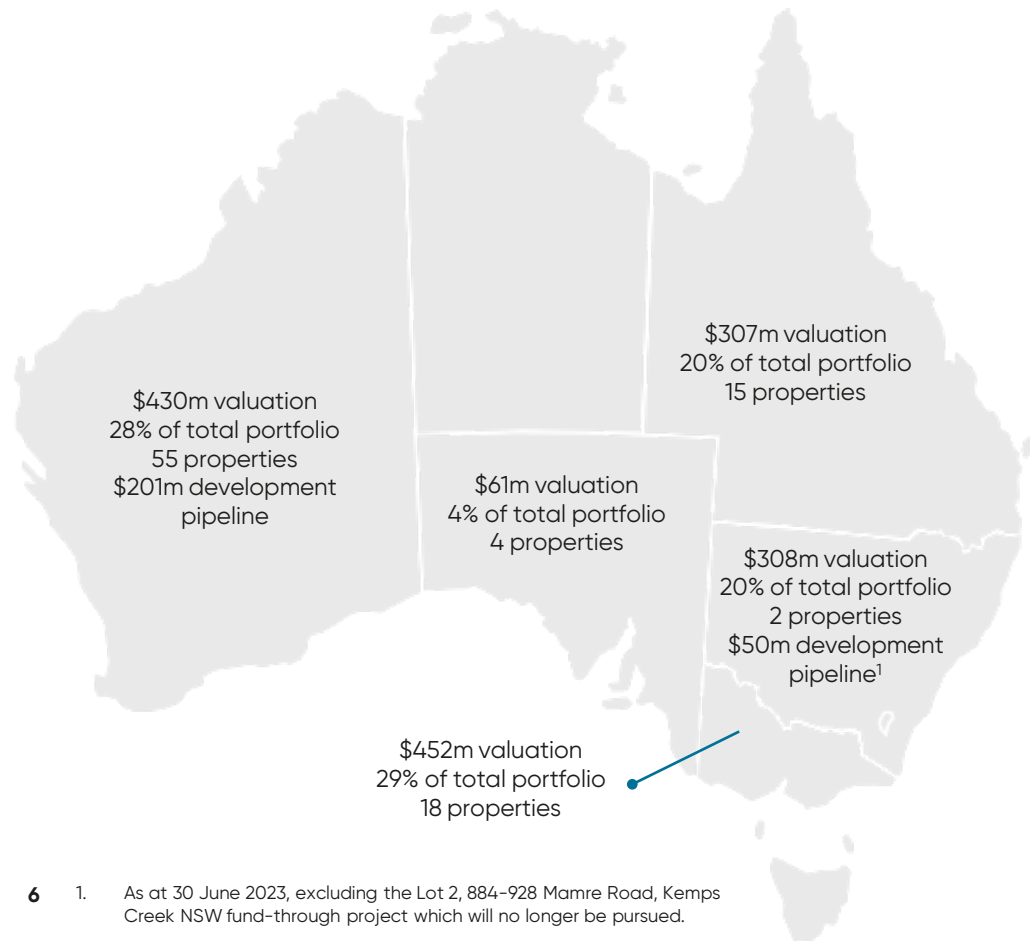 $307m valuation
20% of total portfolio
15 properties
$430m valuation
28% of total portfolio
55 properties
$201m development
pipeline
$61m valuation
4% of total portfolio
4 properties
$308m valuation
20% of total portfolio
2 properties
$50m development
pipeline¹
$452m valuation
29% of total portfolio
18 properties
6 1. As at 30 June 2023, excluding the Lot 2, 884-928 Mamre Road, Kemps
Creek NSW fund-through project which will no longer be pursued.